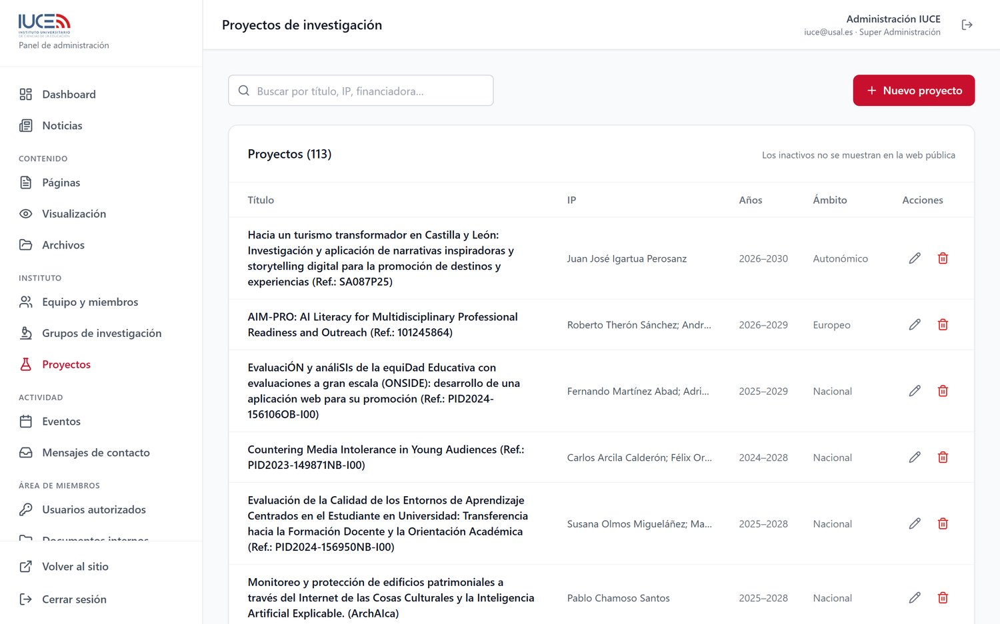 IUCE
INSTITUTO UNIVERSITARIO
DE CIENCIAS DE LA EDUCACIÓN
Panel de administración
Dashboard
Noticias
CONTENIDO
Páginas
Visualización
Archivos
INSTITUTO
Equipo y miembros
Grupos de investigación
Proyectos
ACTIVIDAD
Eventos
Mensajes de contacto
ÁREA DE MIEMBROS
Usuarios autorizados
Documentos internos
Volver al sitio
Cerrar sesión
Proyectos de investigación
Administración IUCE
iuce@usal.es · Super Administración
Buscar por título, IP, financiadora...
+ Nuevo proyecto
Proyectos (113)
Los inactivos no se muestran en la web pública
Título IP Años Ámbito Acciones
Hacia un turismo transformador en Castilla y León:
Investigación y aplicación de narrativas inspiradoras y
storytelling digital para la promoción de destinos y
experiencias (Ref.: SA087P25)
Juan José Igartua Perosanz 2026–2030 Autonómico
AIM-PRO: AI Literacy for Multidisciplinary Professional
Readiness and Outreach (Ref.: 101245864)
Roberto Therón Sánchez; Andr... 2026–2029 Europeo
EvaluaciÓN y análiSIs de la equiDad Educativa con
evaluaciones a gran escala (ONSIDE): desarrollo de una
aplicación web para su promoción (Ref.: PID2024-
156106OB-I00)
Fernando Martínez Abad; Adri... 2025–2029 Nacional
Countering Media Intolerance in Young Audiences (Ref.:
PID2023-149871NB-I00)
Carlos Arcila Calderón; Félix Or... 2024–2028 Nacional
Evaluación de la Calidad de los Entornos de Aprendizaje
Centrados en el Estudiante en Universidad: Transferencia
hacia la Formación Docente y la Orientación Académica
(Ref.: PID2024-156950NB-I00)
Susana Olmos Migueláñez; Ma... 2025–2028 Nacional
Monitoreo y protección de edificios patrimoniales a
través del Internet de las Cosas Culturales y la Inteligencia
Artificial Explicable. (ArchAIca)
Pablo Chamoso Santos 2025–2028 Nacional